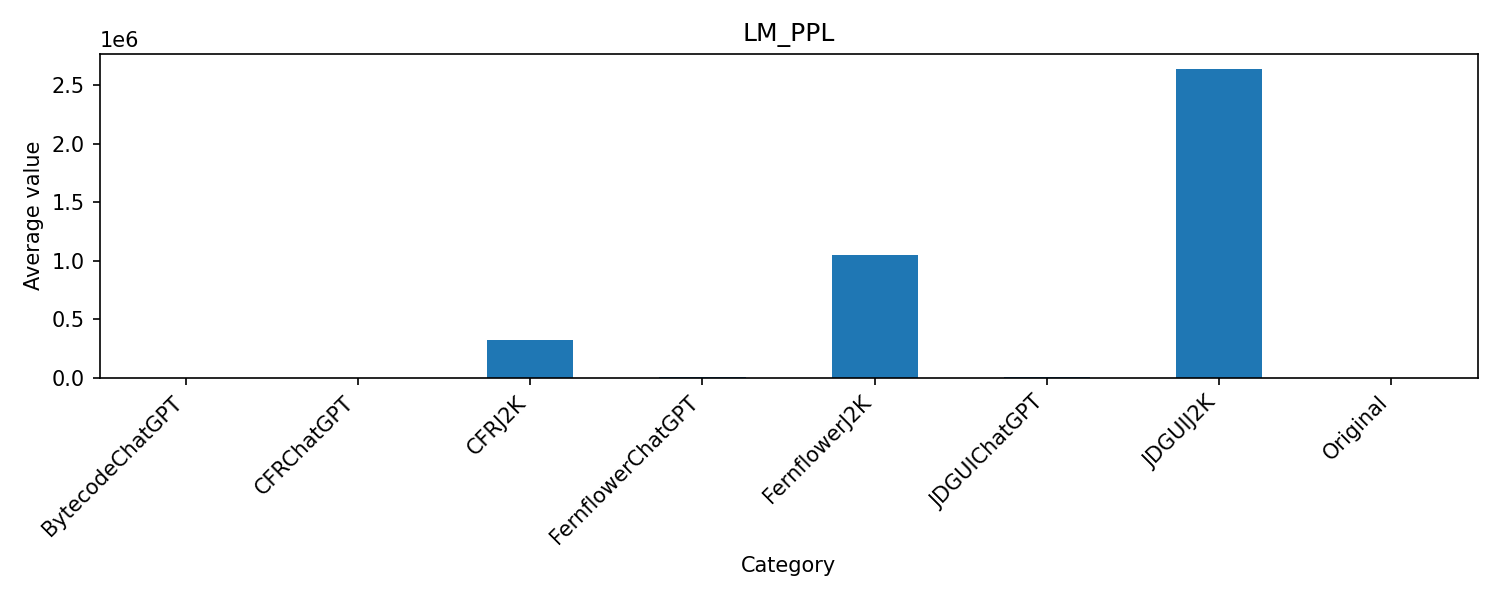 LM_PPL
1e6
Average value
2.5
2.0
1.5
1.0
0.5
0.0
BytecodeChatGPT
CFRChatGPT
CFRJ2K
FernflowerChatGPT
FernflowerJ2K
JDGUIChatGPT
JDGUIJ2K
Original
Category